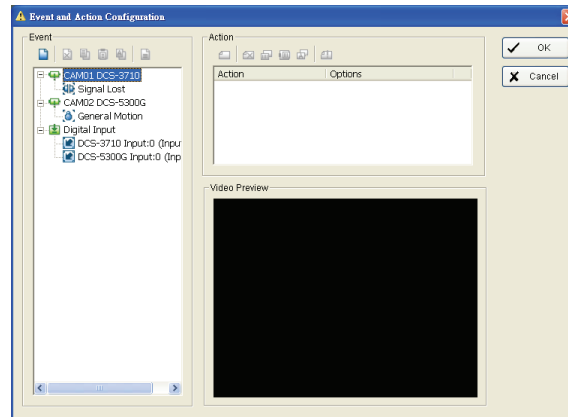 Event and Action Configuration
Event
CAM01 DCS-3710
Signal Lost
CAM02 DCS-5300G
General Motion
Digital Input
DCS-3710 Input:0 (Inpu
DCS-5300G Input:0 (Inp
Action
Action Options
Video Preview
OK
Cancel